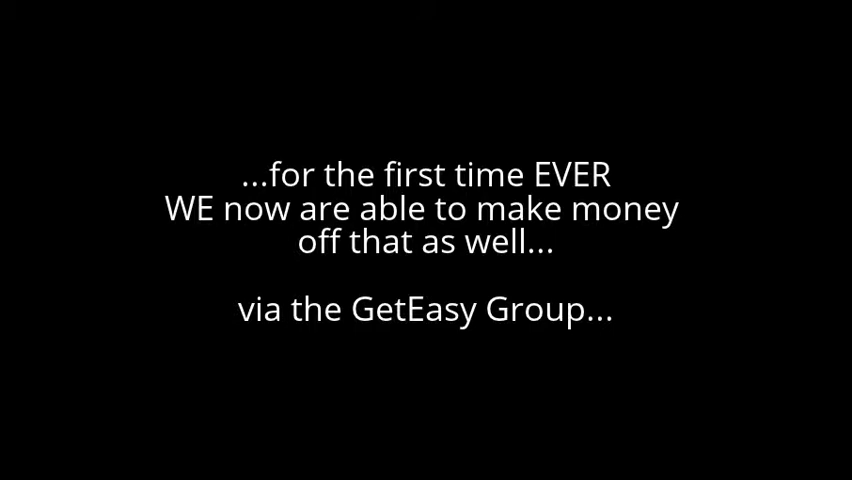 ...for the first time EVER
WE now are able to make money
off that as well...
via the GetEasy Group...